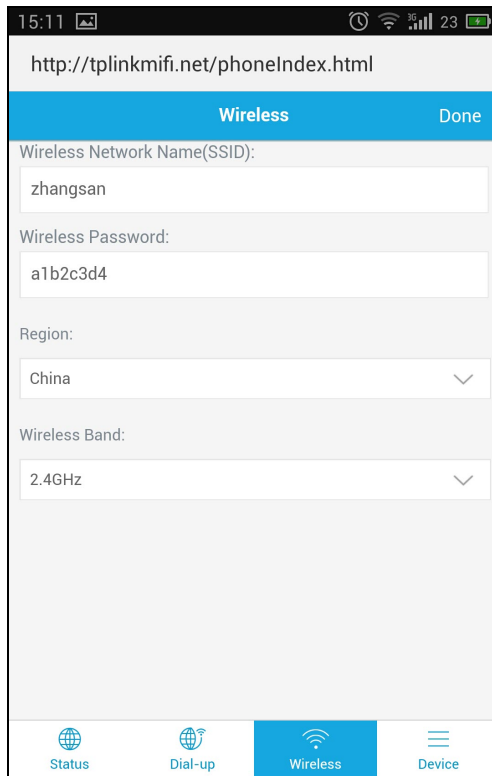 15:11 3G 23
http://tplinkmifi.net/phoneIndex.html
Wireless Done
Wireless Network Name(SSID):
zhangsan
Wireless Password:
a1b2c3d4
Region:
China
Wireless Band:
2.4GHz
Status Dial-up Wireless Device